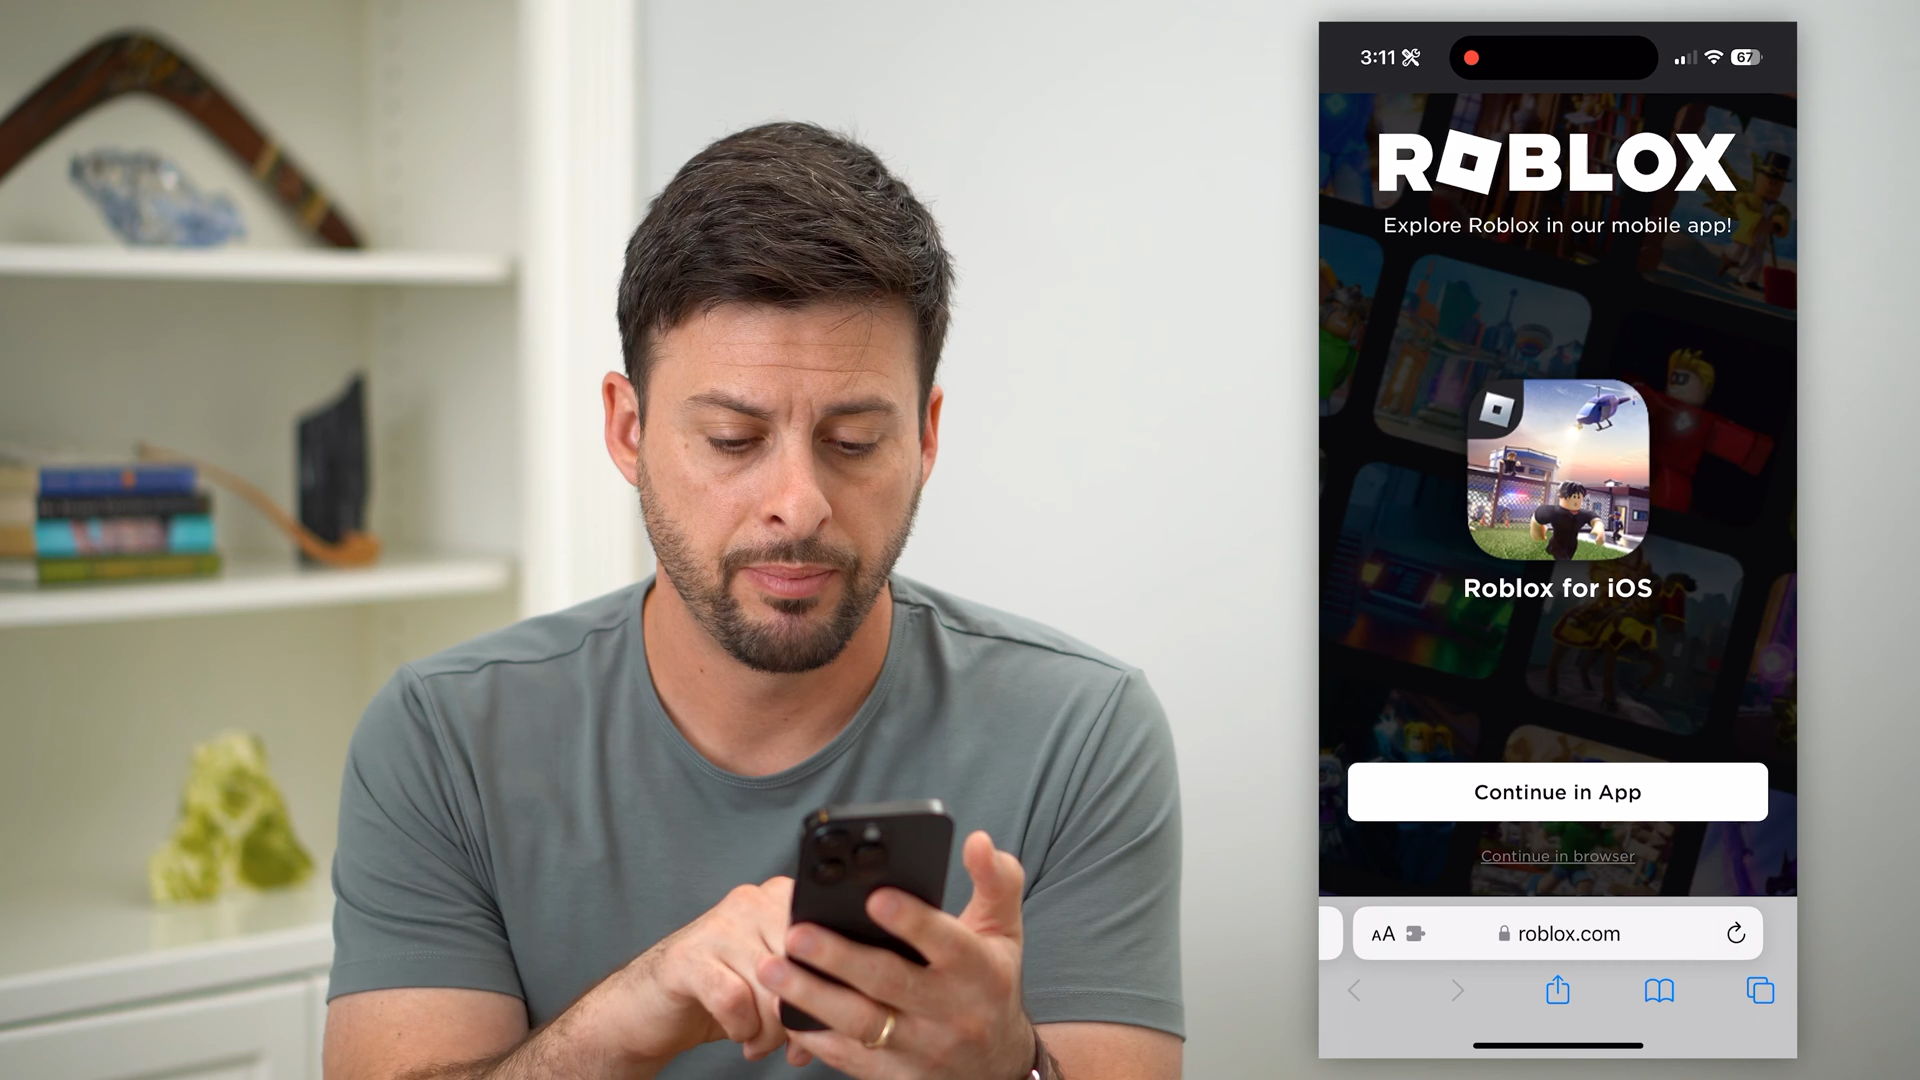 3:11
67
ROBLOX
Explore Roblox in our mobile app!
Roblox for iOS
Continue in App
Continue in browser
AA
roblox.com